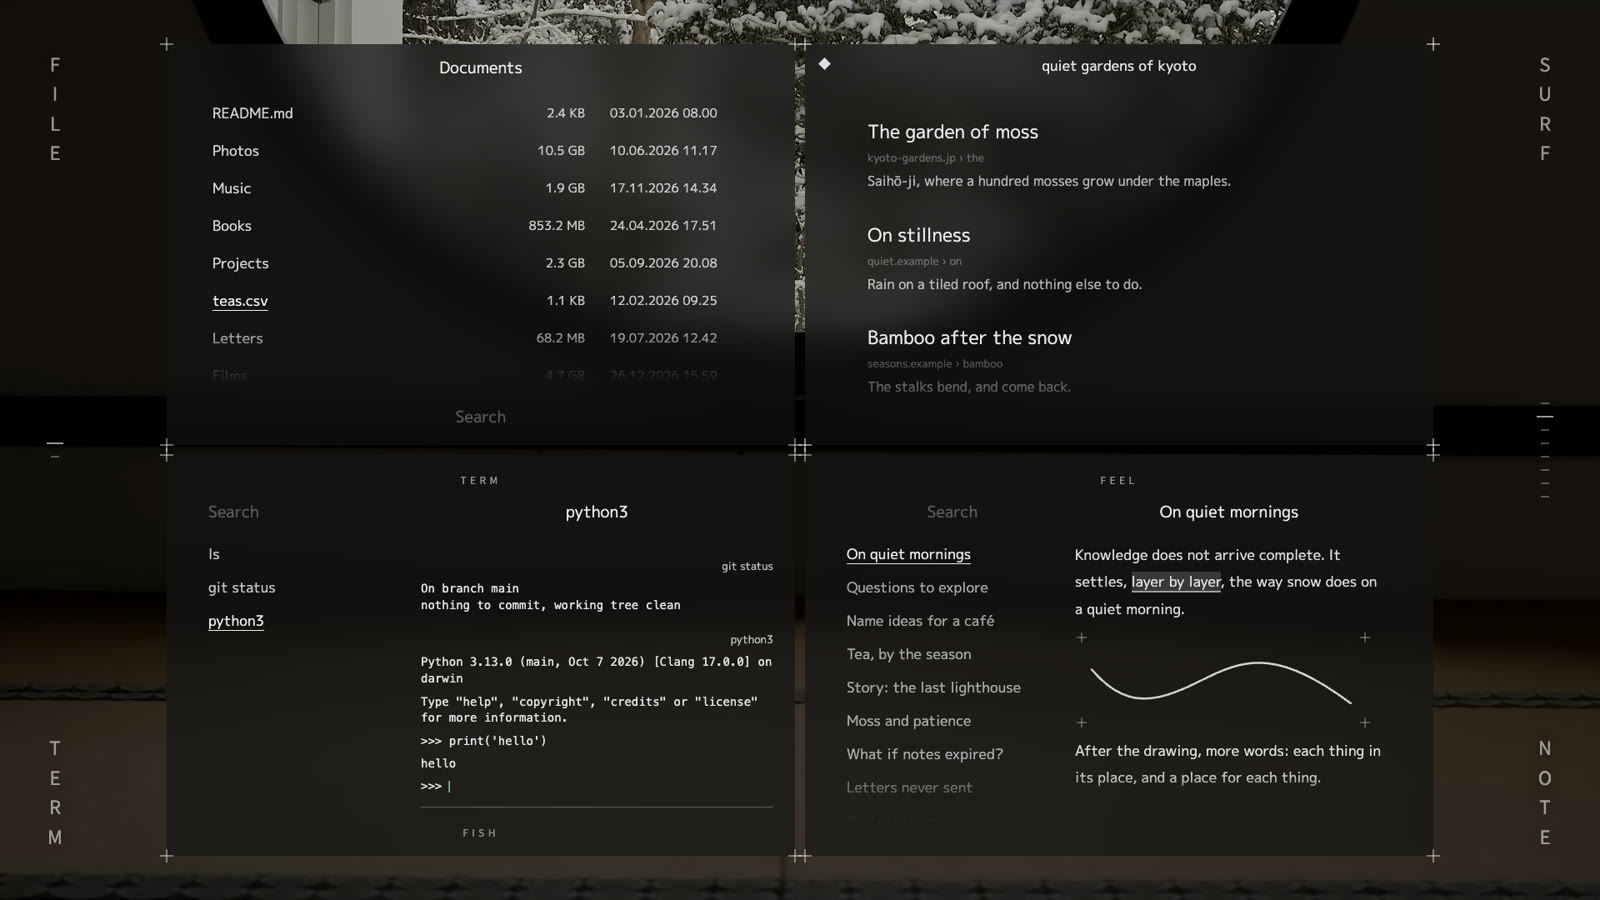 FILE
SURF
TERM
NOTE
Documents
README.md 2.4 KB 03.01.2026 08.00
Photos 10.5 GB 10.06.2026 11.17
Music 1.9 GB 17.11.2026 14.34
Books 853.2 MB 24.04.2026 17.51
Projects 2.3 GB 05.09.2026 20.08
teas.csv 1.1 KB 12.02.2026 09.25
Letters 68.2 MB 19.07.2026 12.42
Films 4.7 GB 26.12.2026 15.59
Search
quiet gardens of kyoto
The garden of moss
kyoto-gardens.jp › the
Saihō-ji, where a hundred mosses grow under the maples.
On stillness
quiet.example › on
Rain on a tiled roof, and nothing else to do.
Bamboo after the snow
seasons.example › bamboo
The stalks bend, and come back.
TERM
Search
ls
git status
python3
python3
git status
On branch main
nothing to commit, working tree clean
python3
Python 3.13.0 (main, Oct 7 2026) [Clang 17.0.0] on
darwin
Type "help", "copyright", "credits" or "license"
for more information.
>>> print('hello')
hello
>>>
FISH
FEEL
Search
On quiet mornings
Questions to explore
Name ideas for a café
Tea, by the season
Story: the last lighthouse
Moss and patience
What if notes expired?
Letters never sent
On quiet mornings
Knowledge does not arrive complete. It
settles, layer by layer, the way snow does on
a quiet morning.
After the drawing, more words: each thing in
its place, and a place for each thing.